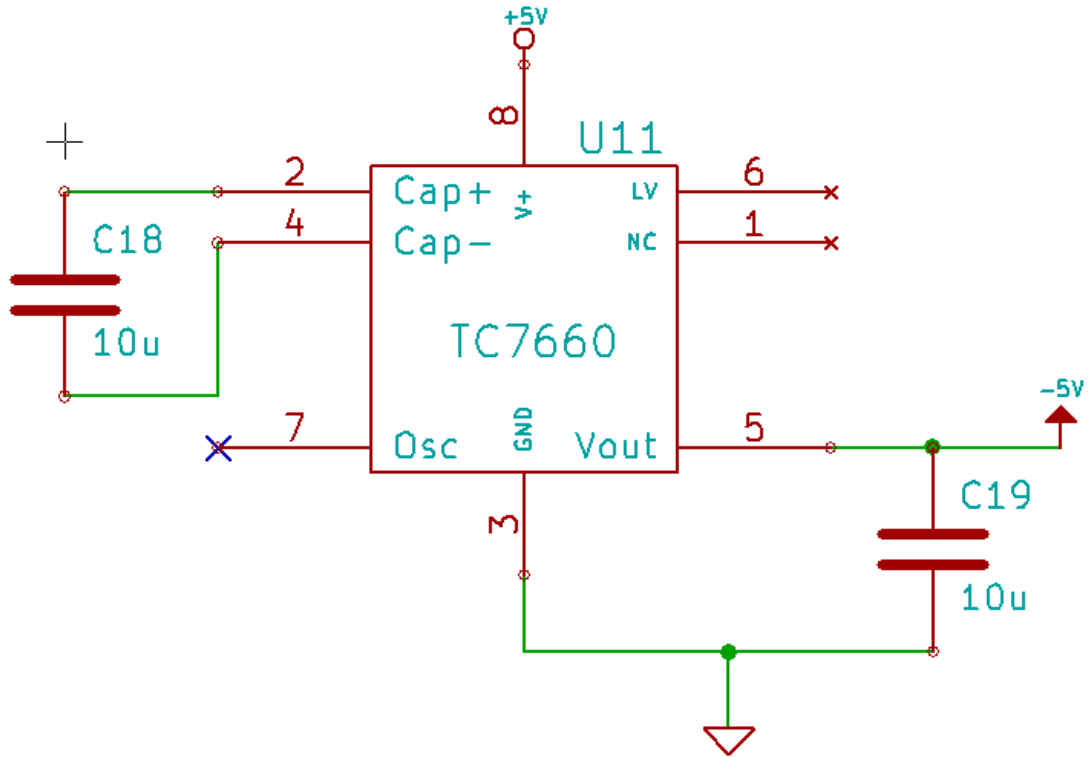 +5V
8
U11
2
Cap+
V+
LV
6
4
Cap-
NC
1
C18
10u
TC7660
7
Osc
GND
Vout
5
-5V
3
C19
10u